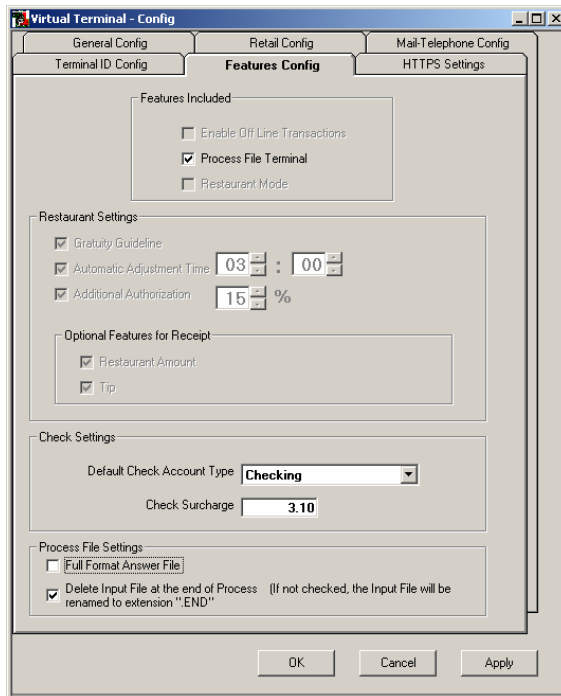 Virtual Terminal - Config
General Config Retail Config Mail-Telephone Config
Terminal ID Config Features Config HTTPS Settings
Features Included
Enable Off Line Transactions
Process File Terminal
Restaurant Mode
Restaurant Settings
Gratuity Guideline
Automatic Adjustment Time 03 : 00
Additional Authorization 15 %
Optional Features for Receipt
Restaurant Amount
Tip
Check Settings
Default Check Account Type Checking
Check Surcharge 3.10
Process File Settings
Full Format Answer File
Delete Input File at the end of Process (If not checked, the Input File will be
renamed to extension ".END"
OK Cancel Apply